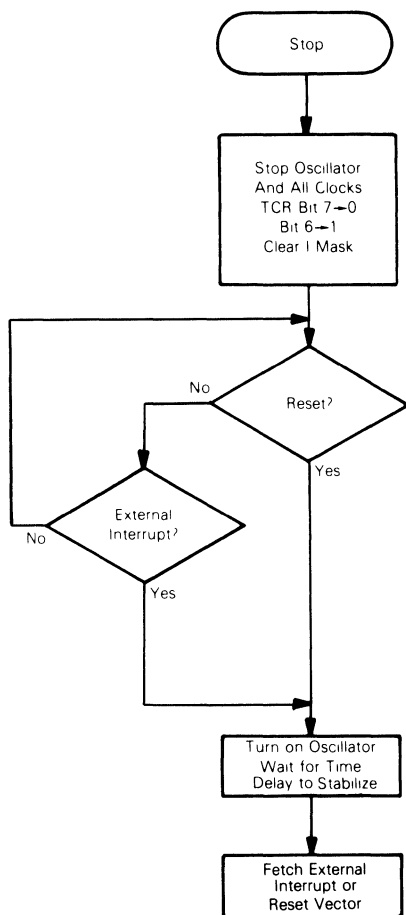 Stop
Stop Oscillator
And All Clocks
TCR Bit 7→0
Bit 6→1
Clear I Mask
No
Reset?
Yes
External
Interrupt?
No
Yes
Turn on Oscillator
Wait for Time
Delay to Stabilize
Fetch External
Interrupt or
Reset Vector